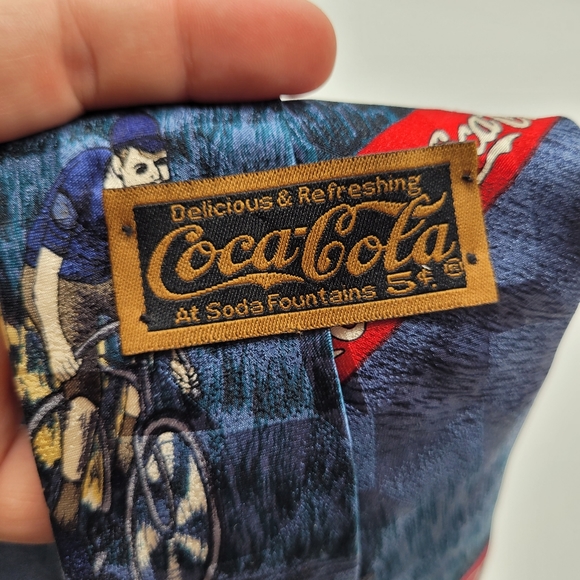 Delicious & Refreshing
Coca-Cola
At Soda Fountains 5¢ ®